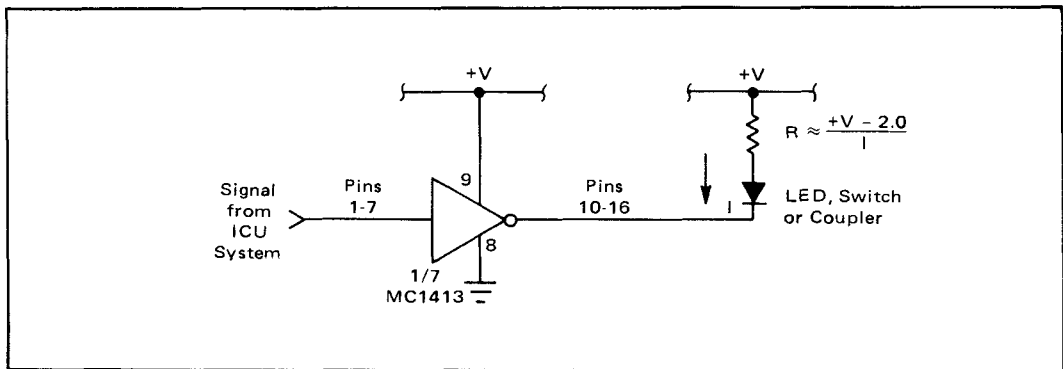 +V
+V
R ≈ +V – 2.0
I
9
Pins
1-7
Pins
10-16
Signal
from
ICU
System
I
LED, Switch
or Coupler
8
1/7
MC1413